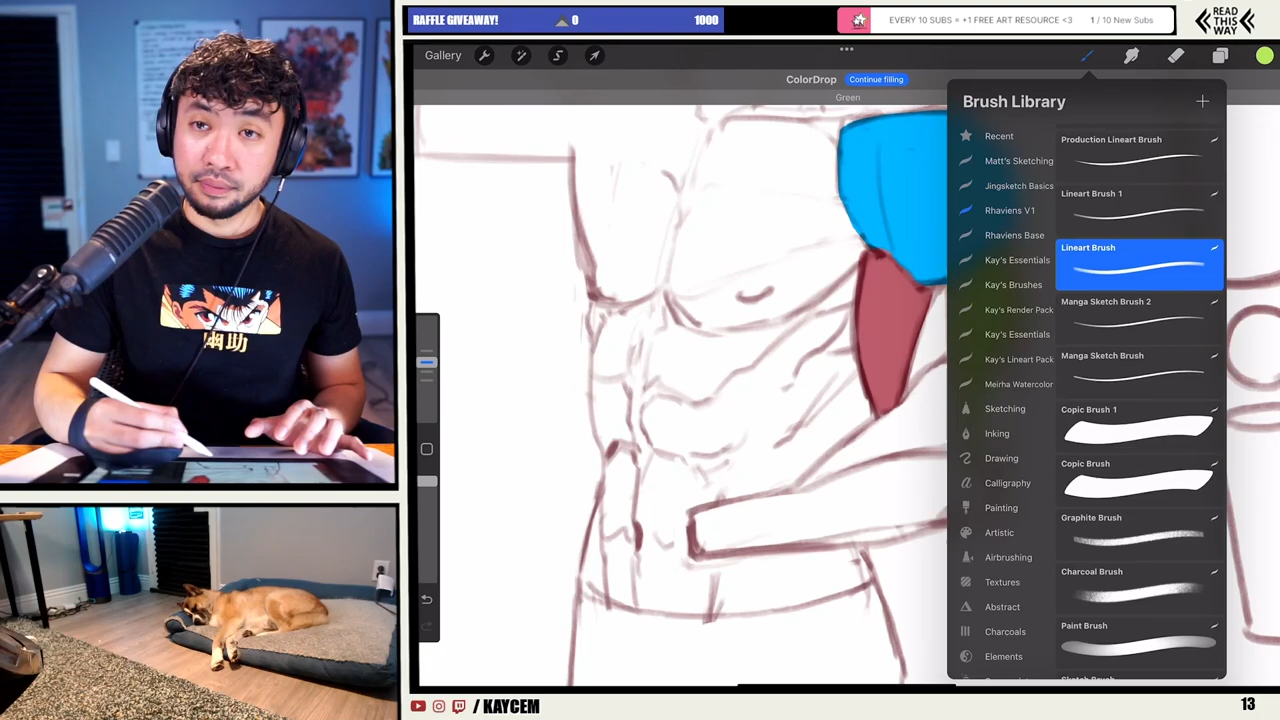 RAFFLE GIVEAWAY!
0
1000
EVERY 10 SUBS = +1 FREE ART RESOURCE <3
1 / 10 New Subs
READ
THIS
WAY
Gallery
ColorDrop
Continue filling
Green
Brush Library
Recent
Matt's Sketching
Jingsketch Basics
Rhaviens V1
Rhaviens Base
Kay's Essentials
Kay's Brushes
Kay's Render Pack
Kay's Essentials
Kay's Lineart Pack
Meirha Watercolor
Sketching
Inking
Drawing
Calligraphy
Painting
Artistic
Airbrushing
Textures
Abstract
Charcoals
Elements
Production Lineart Brush
Lineart Brush 1
Lineart Brush
Manga Sketch Brush 2
Manga Sketch Brush
Copic Brush 1
Copic Brush
Graphite Brush
Charcoal Brush
Paint Brush
幽助
/ KAYCEM
13